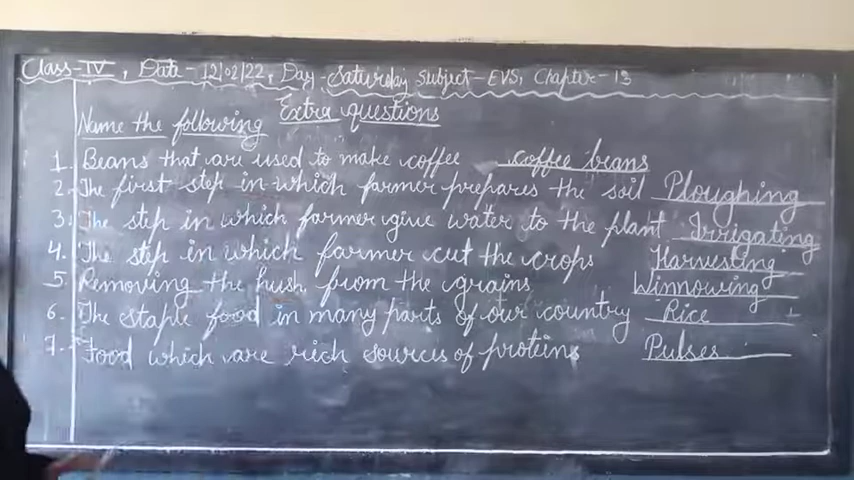 Class-IV, Date-12/02/22, Day-Saturday Subject-EVS, Chapter-13
Extra questions
Name the following
1. Beans that are used to make coffee coffee beans
2. The first step in which farmer prepares the soil Ploughing
3. The step in which farmer give water to the plant Irrigating
4. The step in which farmer cut the crops Harvesting
5. Removing the husk from the grains Winnowing
6. The staple food in many parts of our country Rice
7. Food which are rich sources of proteins Pulses